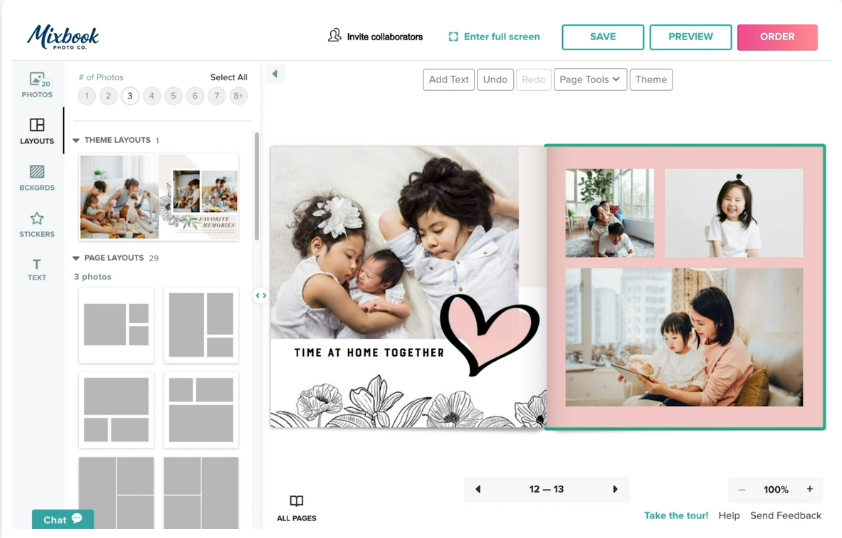 Mixbook
PHOTO CO.
Invite collaborators
Enter full screen
SAVE
PREVIEW
ORDER
20
PHOTOS
LAYOUTS
BCKGRDS
STICKERS
T
TEXT
# of Photos
Select All
1 2 3 4 5 6 7 8+
THEME LAYOUTS 1
FAVORITE
MEMORIES
PAGE LAYOUTS 29
3 photos
Add Text
Undo
Redo
Page Tools
Theme
TIME AT HOME TOGETHER
ALL PAGES
12 — 13
– 100% +
Take the tour!
Help
Send Feedback
Chat